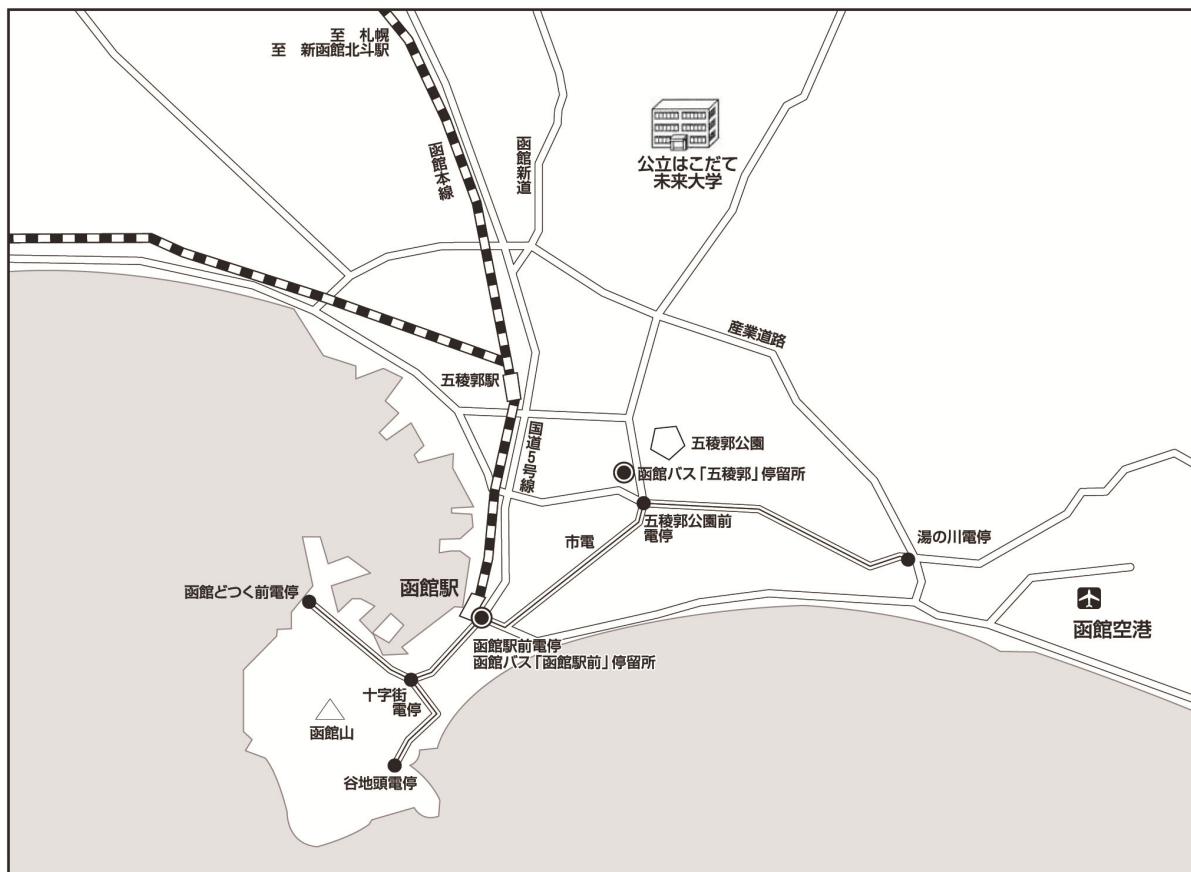 至 札幌
至 新函館北斗駅
函館本線
函館新道
公立はこだて
未来大学
産業道路
五稜郭駅
国道5号線
五稜郭公園
函館バス「五稜郭」停留所
五稜郭公園前
電停
市電
湯の川電停
函館どつく前電停
函館駅
函館空港
函館駅前電停
函館バス「函館駅前」停留所
十字街
電停
函館山
谷地頭電停